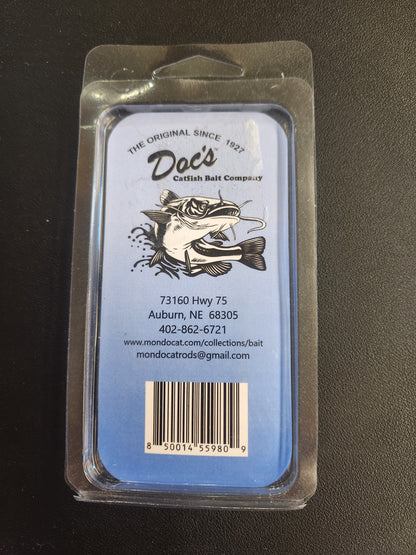 THE ORIGINAL SINCE 1927
Doc's™
Catfish Bait Company
73160 Hwy 75
Auburn, NE 68305
402-862-6721
www.mondocat.com/collections/bait
mondocatrods@gmail.com
8 50014 55980 9